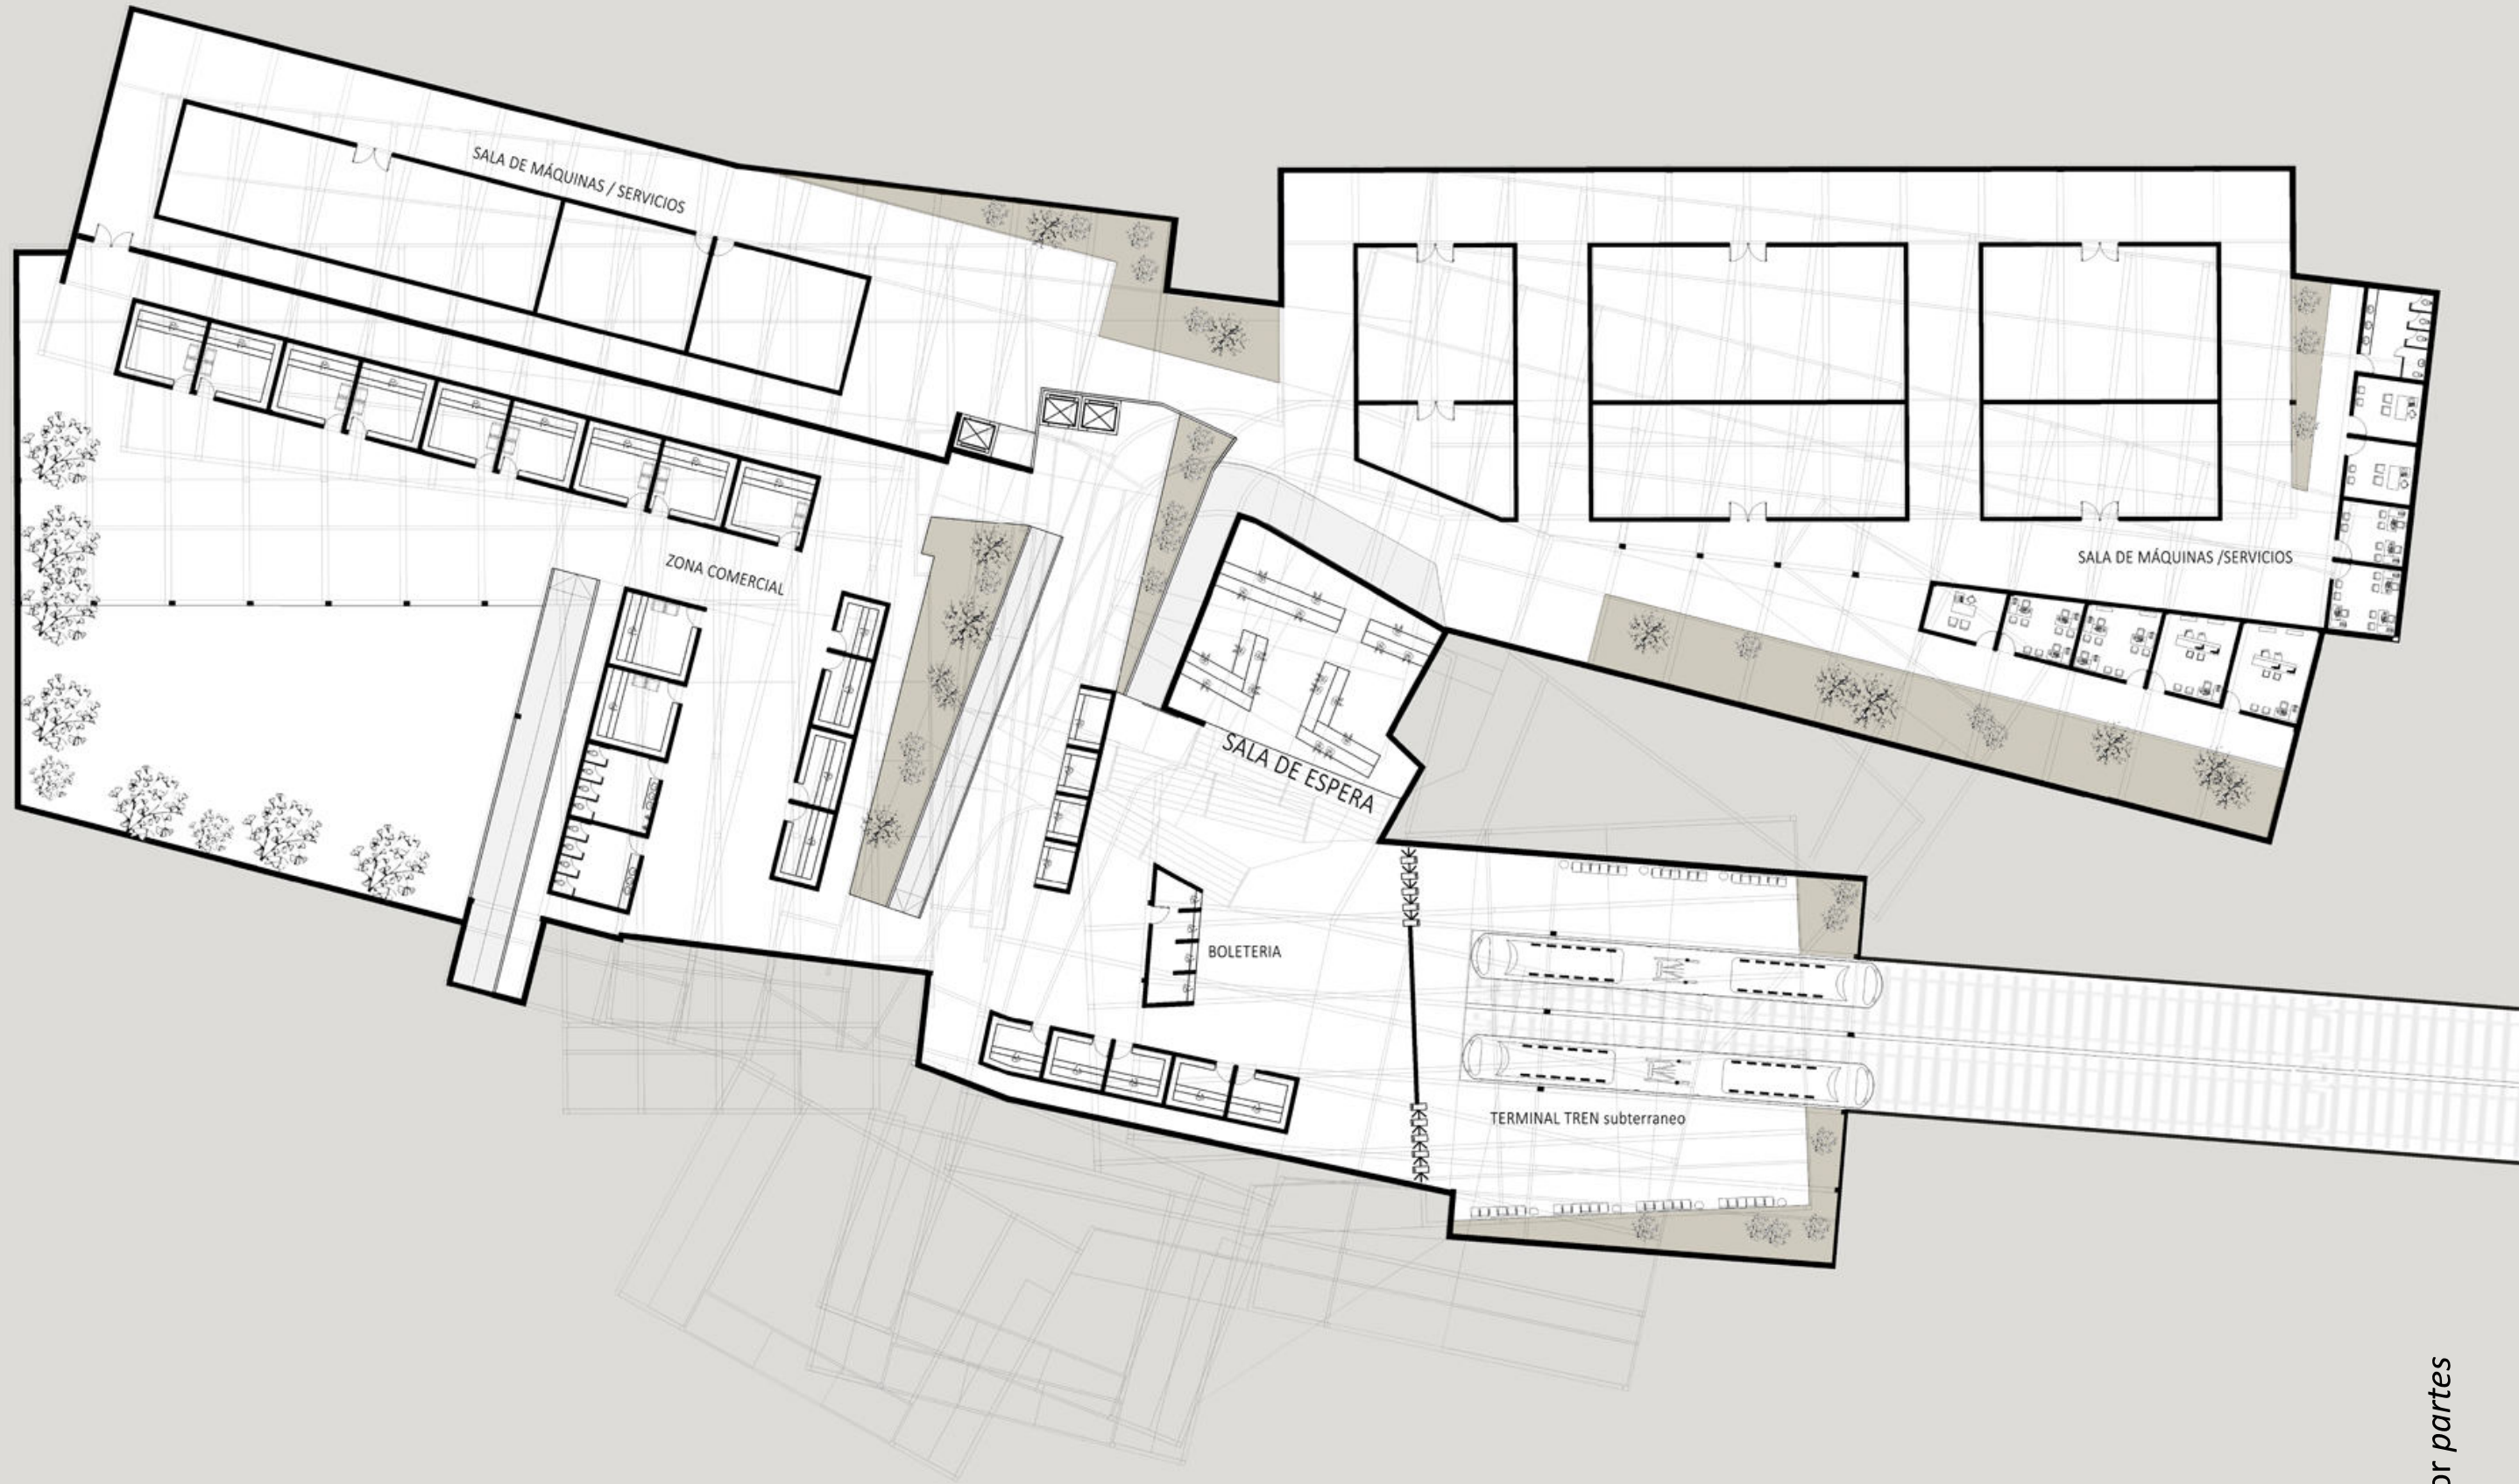 SALA DE MÁQUINAS / SERVICIOS
ZONA COMERCIAL
SALA DE MÁQUINAS /SERVICIOS
SALA DE ESPERA
BOLETERIA
TERMINAL TREN subterraneo
or partes